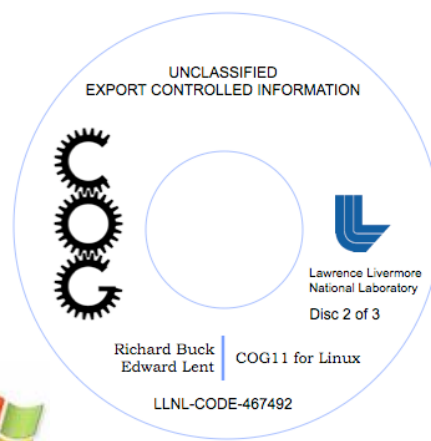 UNCLASSIFIED
EXPORT CONTROLLED INFORMATION
COG
Lawrence Livermore
National Laboratory
Disc 2 of 3
Richard Buck
Edward Lent
COG11 for Linux
LLNL-CODE-467492